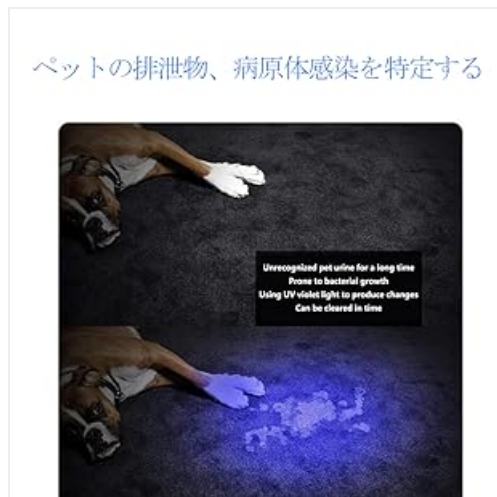 ペットの排泄物、病原体感染を特定する
Unrecognized pet urine for a long time
Prone to bacterial growth
Using UV violet light to produce changes
Can be cleared in time